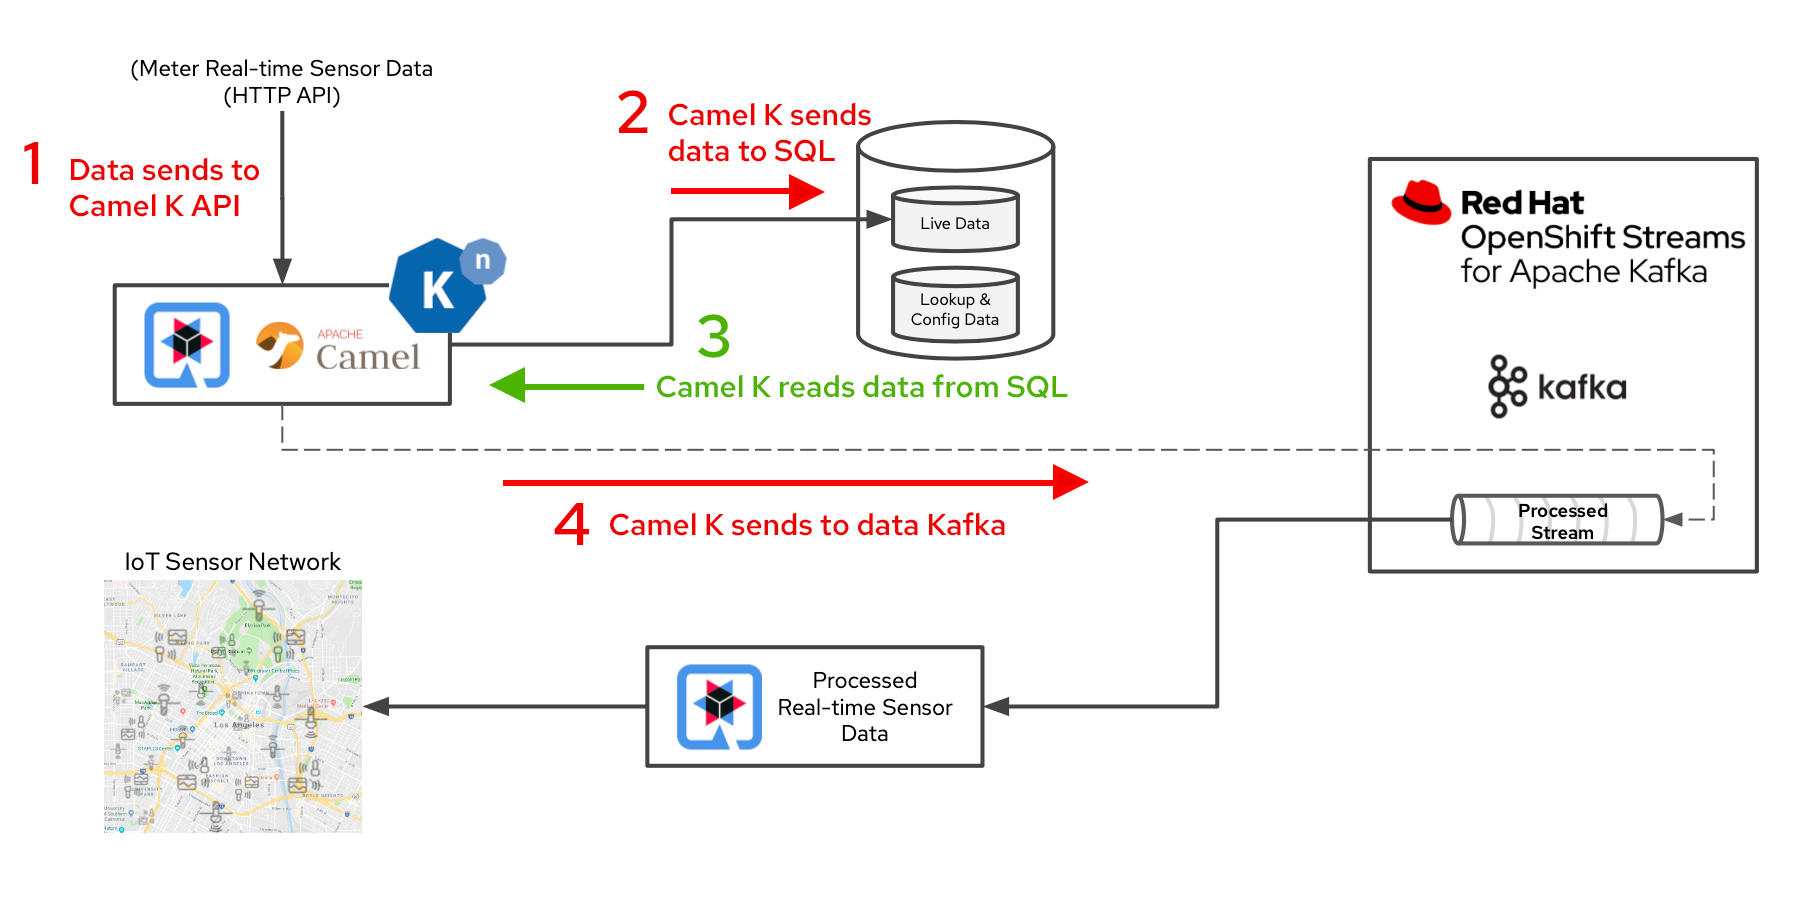 (Meter Real-time Sensor Data
(HTTP API)
1
Data sends to
Camel K API
2
Camel K sends
data to SQL
Live Data
Lookup &
Config Data
K
n
APACHE
Camel
3
Camel K reads data from SQL
Red Hat
OpenShift Streams
for Apache Kafka
kafka
Processed
Stream
4
Camel K sends to data Kafka
IoT Sensor Network
Los Angeles
Processed
Real-time Sensor
Data